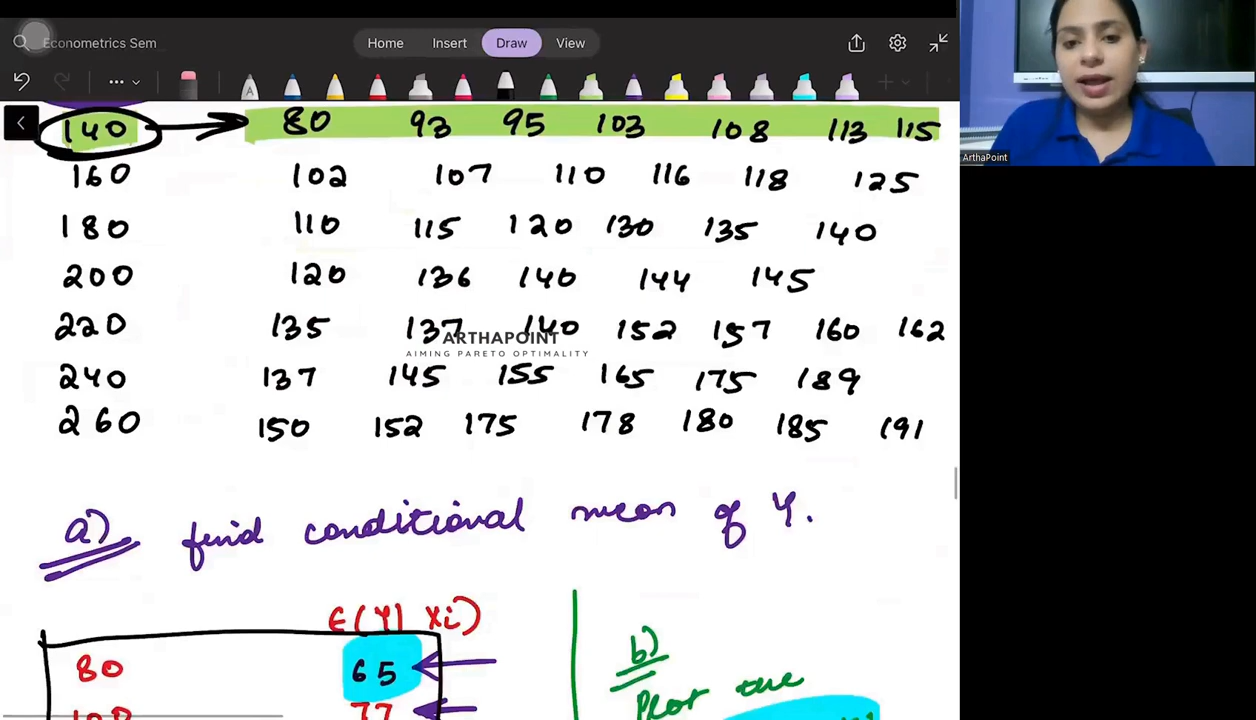 Econometrics Sem
Home Insert Draw View
140 80 93 95 103 108 113 115
160 102 107 110 116 118 125
180 110 115 120 130 135 140
200 120 136 140 144 145
220 135 137 140 152 157 160 162
240 137 145 155 165 175 189
260 150 152 175 178 180 185 191
ARTHAPOINT
AIMING PARETO OPTIMALITY
a) find conditional mean of Y.
E(Y| Xi)
80 65
100 77
b)
Plot the
ArthaPoint